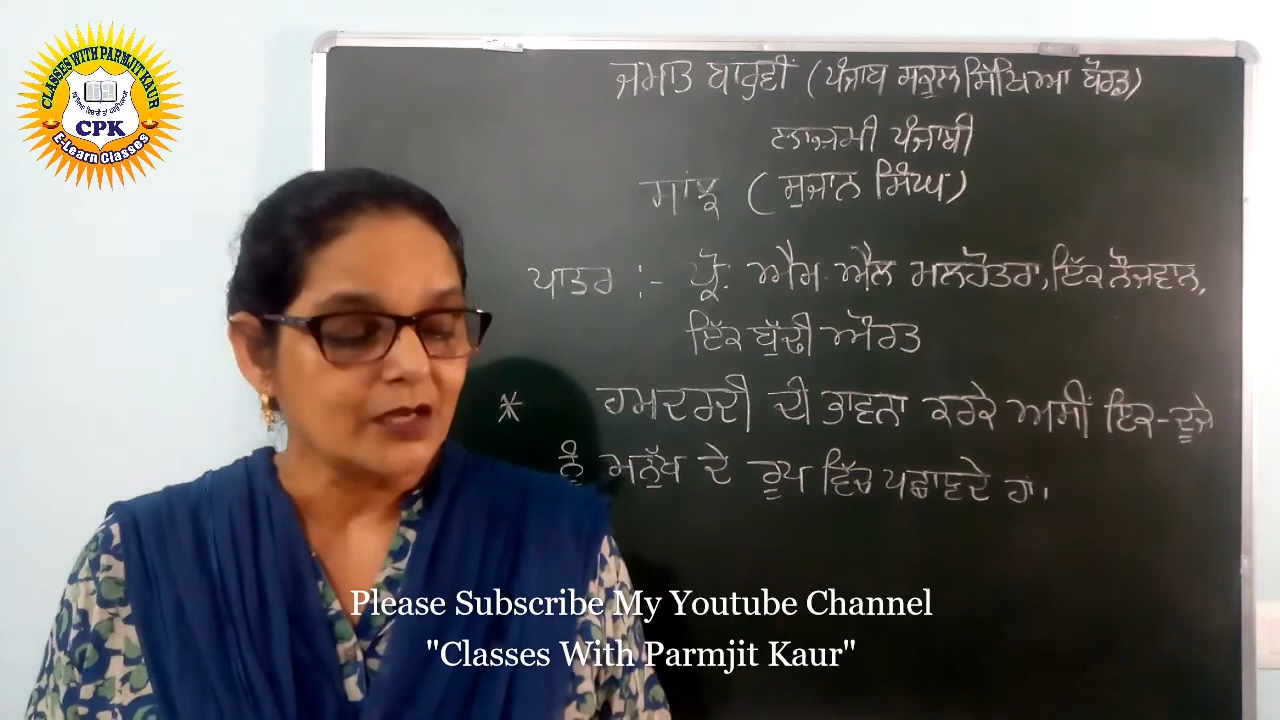 CLASSES WITH PARMJIT KAUR
CPK
E-Learn Classes
ਜਮਾਤ ਬਾਰ੍ਹਵੀਂ (ਪੰਜਾਬ ਸਕੂਲ ਸਿੱਖਿਆ ਬੋਰਡ)
ਲਾਜ਼ਮੀ ਪੰਜਾਬੀ
ਸਾਂਝ (ਸੁਜਾਨ ਸਿੰਘ)
ਪਾਤਰ :- ਪ੍ਰੋ. ਐਮ ਐਲ ਮਲਹੋਤਰਾ, ਇੱਕ ਨੌਜਵਾਨ,
ਇੱਕ ਬੁੱਢੀ ਔਰਤ
* ਹਮਦਰਦੀ ਦੀ ਭਾਵਨਾ ਕਰਕੇ ਅਸੀਂ ਇਕ-ਦੂਜੇ
ਨੂੰ ਮਨੁੱਖ ਦੇ ਰੂਪ ਵਿੱਚ ਪਛਾਣਦੇ ਹਾਂ।
Please Subscribe My Youtube Channel
"Classes With Parmjit Kaur"